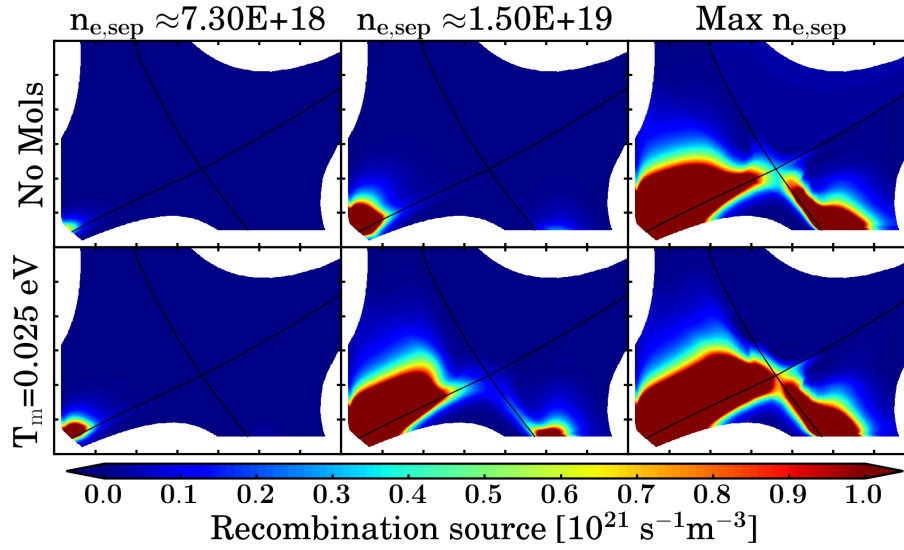 n_e,sep ≈7.30E+18 n_e,sep ≈1.50E+19 Max n_e,sep
No Mols
T_m=0.025 eV
0.0 0.1 0.2 0.3 0.4 0.5 0.6 0.7 0.8 0.9 1.0
Recombination source [10²¹ s⁻¹m⁻³]